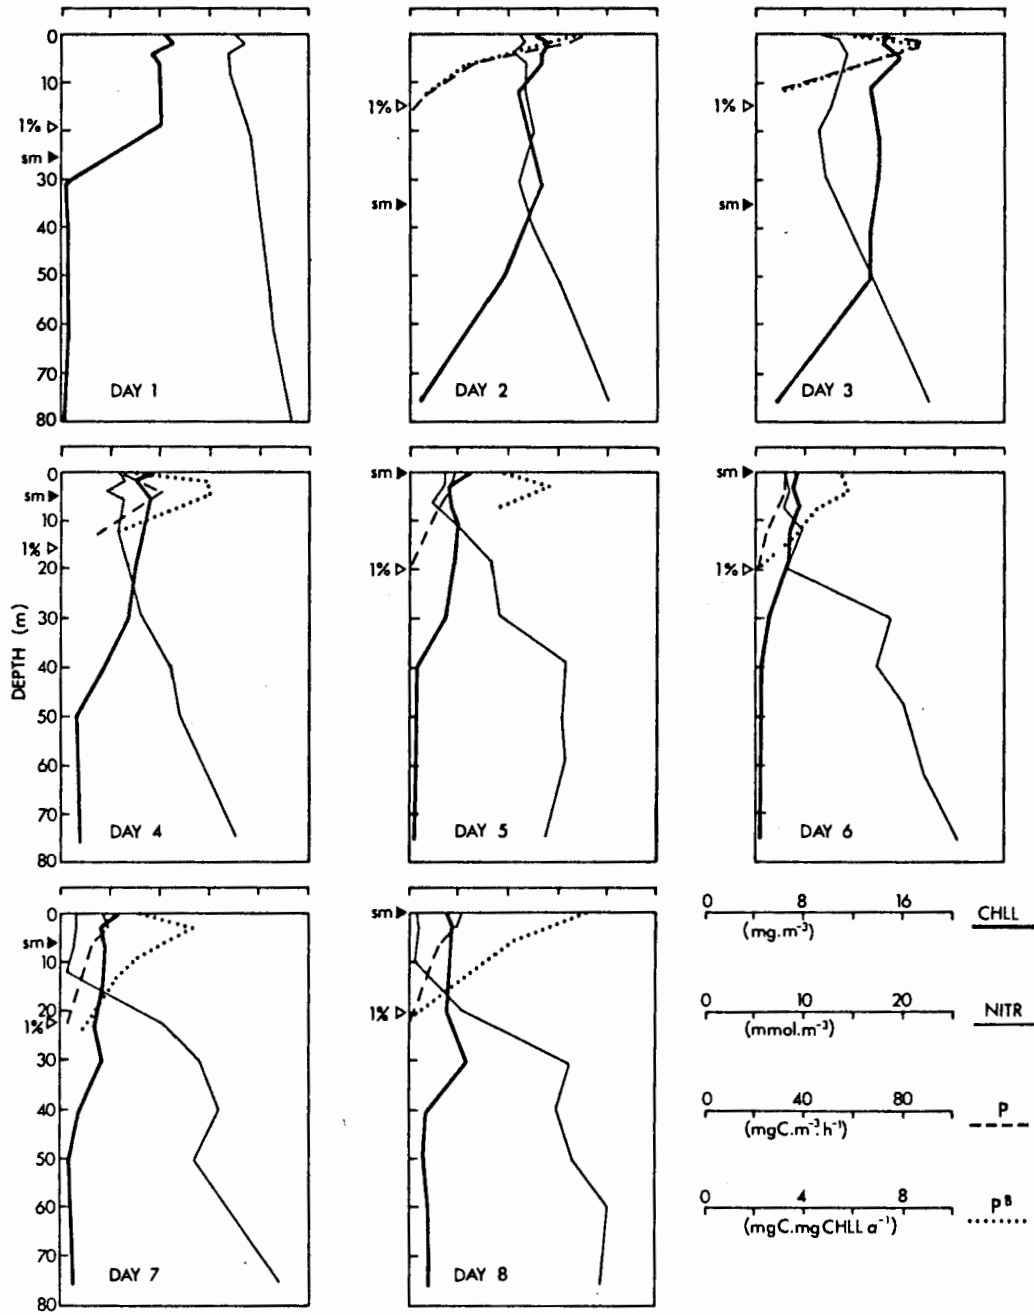 0
10
1%
sm
30
40
50
60
70
80
DAY 1
1%
sm
DAY 2
1%
sm
DAY 3
DEPTH (m)
0
sm
10
1%
20
30
40
50
60
70
80
DAY 4
sm
1%
DAY 5
sm
1%
DAY 6
0
sm
10
20
1%
30
40
50
60
70
80
DAY 7
sm
1%
DAY 8
0 8 16 CHLL
(mg.m⁻³)
0 10 20 NITR
(mmol.m⁻³)
0 40 80 P
(mgC.m⁻³.h⁻¹)
0 4 8 Pᴮ
(mgC.mgCHLL a⁻¹)